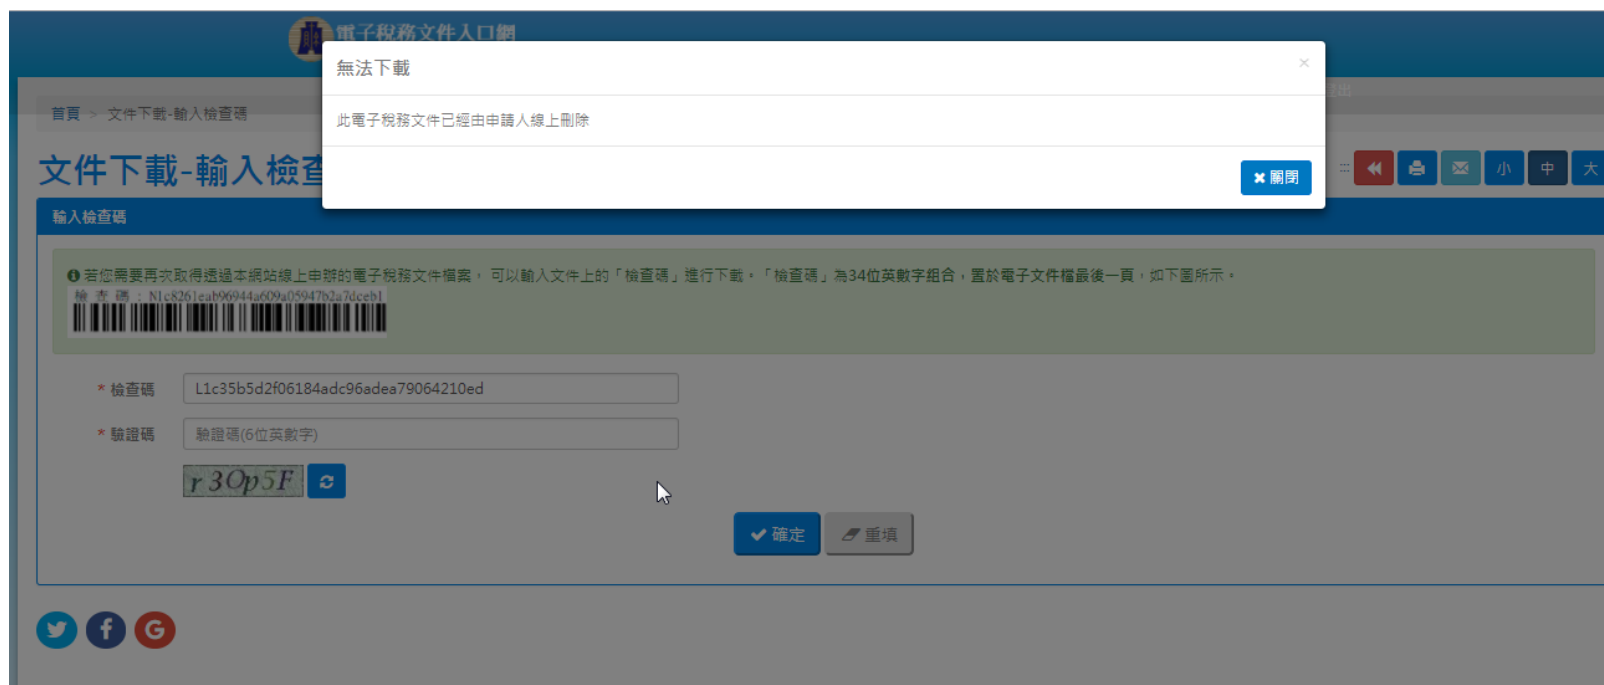 電子稅務文件入口網
無法下載
×
登出
首頁 > 文件下載-輸入檢查碼
此電子稅務文件已經由申請人線上刪除
關閉
文件下載-輸入檢查
:::
小 中 大
輸入檢查碼
若您需要再次取得透過本網站線上申辦的電子稅務文件檔案， 可以輸入文件上的「檢查碼」進行下載。「檢查碼」為34位英數字組合，置於電子文件檔最後一頁，如下圖所示。
檢 查 碼 : N1c8261eab96944a609a05947b2a7dceb1
* 檢查碼 L1c35b5d2f06184adc96adea79064210ed
* 驗證碼 驗證碼(6位英數字)
r3Op5F
確定 重填